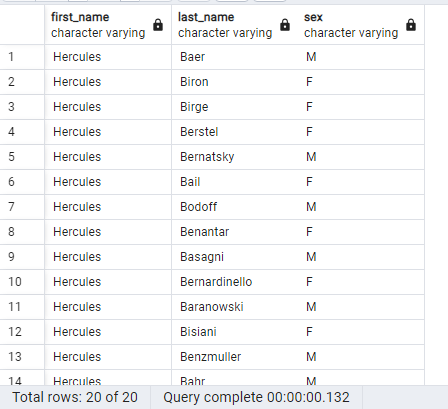 first_name last_name sex
character varying character varying character varying
1 Hercules Baer M
2 Hercules Biron F
3 Hercules Birge F
4 Hercules Berstel F
5 Hercules Bernatsky M
6 Hercules Bail F
7 Hercules Bodoff M
8 Hercules Benantar F
9 Hercules Basagni M
10 Hercules Bernardinello F
11 Hercules Baranowski M
12 Hercules Bisiani F
13 Hercules Benzmuller M
14 Hercules Bahr M
Total rows: 20 of 20 Query complete 00:00:00.132